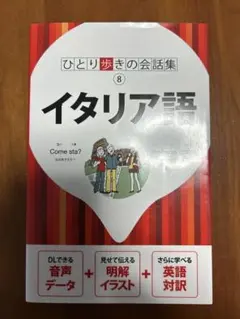 ひとり歩きの会話集
8
イタリア語
Come sta?
DLできる
音声
データ
+
見せて伝える
明解
イラスト
+
さらに学べる
英語
対訳